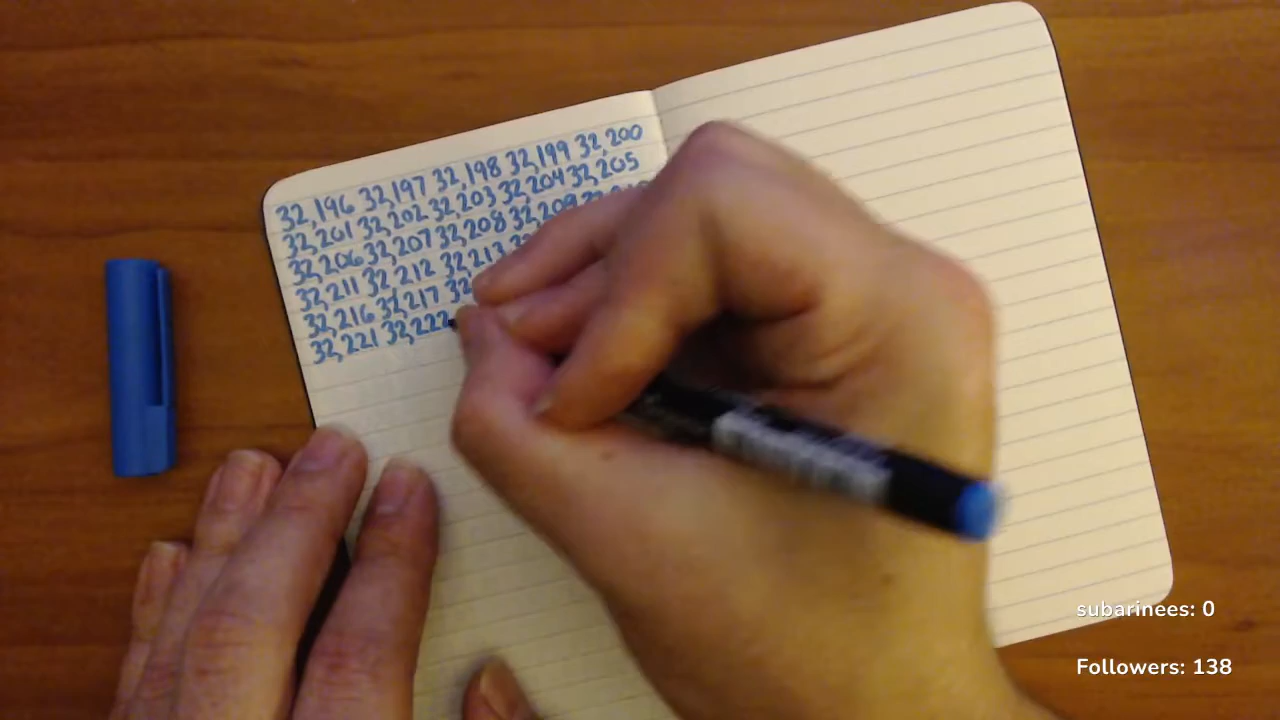 32,196 32,197 32,198 32,199 32,200
32,201 32,202 32,203 32,204 32,205
32,206 32,207 32,208 32,209
32,211 32,212 32,213
32,216 32,217
32,221 32,222
subarinees: 0
Followers: 138